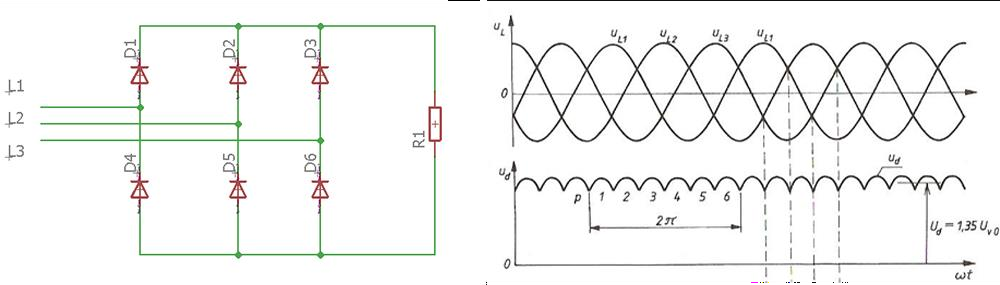 D1
D2
D3
L1
L2
L3
D4
D5
D6
R1
u_L
u_L1 u_L2 u_L3 u_L1
0
u_d
u_d
p 1 2 3 4 5 6
2π
U_d = 1,35 U_v0
0
ωt